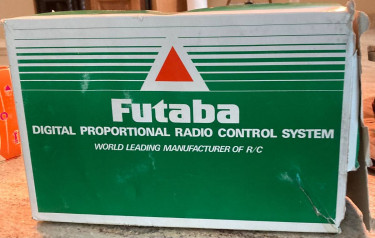 Futaba
DIGITAL PROPORTIONAL RADIO CONTROL SYSTEM
WORLD LEADING MANUFACTURER OF R/C